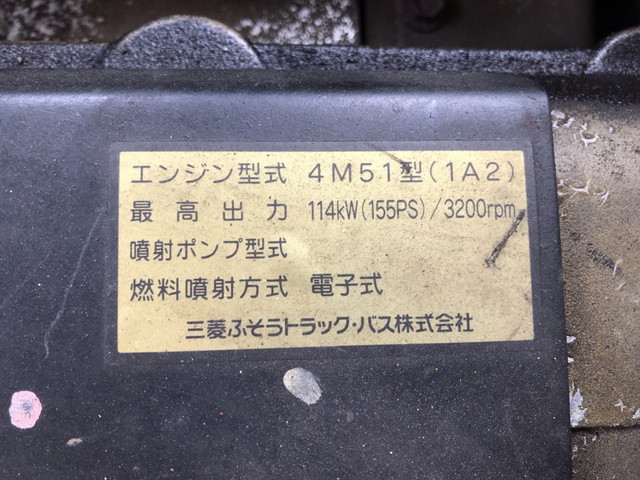 エンジン型式 4M51型(1A2)
最高出力 114kW(155PS)/3200rpm
噴射ポンプ型式
燃料噴射方式 電子式
三菱ふそうトラック・バス株式会社